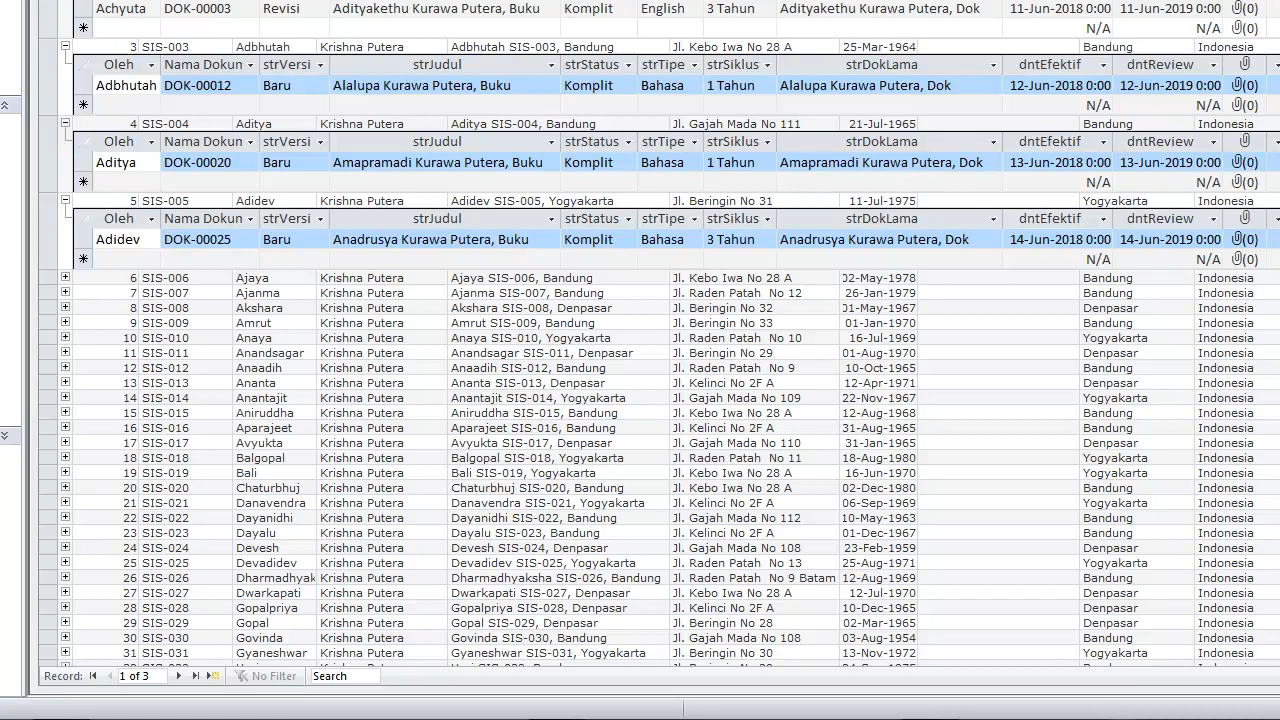 Achyuta DOK-00003 Revisi Adityakethu Kurawa Putera, Buku Komplit English 3 Tahun Adityakethu Kurawa Putera, Dok 11-Jun-2018 0:00 11-Jun-2019 0:00 (0)
N/A N/A (0)
3 SIS-003 Adbhutah Krishna Putera Adbhutah SIS-003, Bandung Jl. Kebo Iwa No 28 A 25-Mar-1964 Bandung Indonesia
Oleh Nama Dokun strVersi strJudul strStatus strTipe strSiklus strDokLama dntEfektif dntReview
Adbhutah DOK-00012 Baru Alalupa Kurawa Putera, Buku Komplit Bahasa 1 Tahun Alalupa Kurawa Putera, Dok 12-Jun-2018 0:00 12-Jun-2019 0:00 (0)
N/A N/A (0)
4 SIS-004 Aditya Krishna Putera Aditya SIS-004, Bandung Jl. Gajah Mada No 111 21-Jul-1965 Bandung Indonesia
Oleh Nama Dokun strVersi strJudul strStatus strTipe strSiklus strDokLama dntEfektif dntReview
Aditya DOK-00020 Baru Amapramadi Kurawa Putera, Buku Komplit Bahasa 1 Tahun Amapramadi Kurawa Putera, Dok 13-Jun-2018 0:00 13-Jun-2019 0:00 (0)
N/A N/A (0)
5 SIS-005 Adidev Krishna Putera Adidev SIS-005, Yogyakarta Jl. Beringin No 31 11-Jul-1975 Yogyakarta Indonesia
Oleh Nama Dokun strVersi strJudul strStatus strTipe strSiklus strDokLama dntEfektif dntReview
Adidev DOK-00025 Baru Anadrusya Kurawa Putera, Buku Komplit Bahasa 3 Tahun Anadrusya Kurawa Putera, Dok 14-Jun-2018 0:00 14-Jun-2019 0:00 (0)
N/A N/A (0)
6 SIS-006 Ajaya Krishna Putera Ajaya SIS-006, Bandung Jl. Kebo Iwa No 28 A 02-May-1978 Bandung Indonesia
7 SIS-007 Ajanma Krishna Putera Ajanma SIS-007, Bandung Jl. Raden Patah No 12 26-Jan-1979 Bandung Indonesia
8 SIS-008 Akshara Krishna Putera Akshara SIS-008, Denpasar Jl. Beringin No 32 01-May-1967 Denpasar Indonesia
9 SIS-009 Amrut Krishna Putera Amrut SIS-009, Bandung Jl. Beringin No 33 01-Jan-1970 Bandung Indonesia
10 SIS-010 Anaya Krishna Putera Anaya SIS-010, Yogyakarta Jl. Raden Patah No 10 16-Jul-1969 Yogyakarta Indonesia
11 SIS-011 Anandsagar Krishna Putera Anandsagar SIS-011, Denpasar Jl. Beringin No 29 01-Aug-1970 Denpasar Indonesia
12 SIS-012 Anaadih Krishna Putera Anaadih SIS-012, Bandung Jl. Raden Patah No 9 10-Oct-1965 Bandung Indonesia
13 SIS-013 Ananta Krishna Putera Ananta SIS-013, Denpasar Jl. Kelinci No 2F A 12-Apr-1971 Denpasar Indonesia
14 SIS-014 Anantajit Krishna Putera Anantajit SIS-014, Yogyakarta Jl. Gajah Mada No 109 22-Nov-1967 Yogyakarta Indonesia
15 SIS-015 Aniruddha Krishna Putera Aniruddha SIS-015, Bandung Jl. Kebo Iwa No 28 A 12-Aug-1968 Bandung Indonesia
16 SIS-016 Aparajeet Krishna Putera Aparajeet SIS-016, Bandung Jl. Kelinci No 2F A 31-Aug-1965 Bandung Indonesia
17 SIS-017 Avyukta Krishna Putera Avyukta SIS-017, Denpasar Jl. Gajah Mada No 110 31-Jan-1965 Denpasar Indonesia
18 SIS-018 Balgopal Krishna Putera Balgopal SIS-018, Yogyakarta Jl. Raden Patah No 11 18-Aug-1980 Yogyakarta Indonesia
19 SIS-019 Bali Krishna Putera Bali SIS-019, Yogyakarta Jl. Kebo Iwa No 28 A 16-Jun-1970 Yogyakarta Indonesia
20 SIS-020 Chaturbhuj Krishna Putera Chaturbhuj SIS-020, Bandung Jl. Kebo Iwa No 28 A 02-Dec-1980 Bandung Indonesia
21 SIS-021 Danavendra Krishna Putera Danavendra SIS-021, Yogyakarta Jl. Kelinci No 2F A 06-Sep-1969 Yogyakarta Indonesia
22 SIS-022 Dayanidhi Krishna Putera Dayanidhi SIS-022, Bandung Jl. Gajah Mada No 112 10-May-1963 Bandung Indonesia
23 SIS-023 Dayalu Krishna Putera Dayalu SIS-023, Bandung Jl. Kelinci No 2F A 01-Dec-1967 Bandung Indonesia
24 SIS-024 Devesh Krishna Putera Devesh SIS-024, Denpasar Jl. Gajah Mada No 108 23-Feb-1959 Denpasar Indonesia
25 SIS-025 Devadidev Krishna Putera Devadidev SIS-025, Yogyakarta Jl. Raden Patah No 13 25-Aug-1971 Yogyakarta Indonesia
26 SIS-026 Dharmadhyak Krishna Putera Dharmadhyaksha SIS-026, Bandung Jl. Raden Patah No 9 Batam 12-Aug-1969 Bandung Indonesia
27 SIS-027 Dwarkapati Krishna Putera Dwarkapati SIS-027, Denpasar Jl. Kebo Iwa No 28 A 12-Jul-1970 Denpasar Indonesia
28 SIS-028 Gopalpriya Krishna Putera Gopalpriya SIS-028, Denpasar Jl. Kelinci No 2F A 10-Dec-1965 Denpasar Indonesia
29 SIS-029 Gopal Krishna Putera Gopal SIS-029, Denpasar Jl. Beringin No 28 02-Mar-1965 Denpasar Indonesia
30 SIS-030 Govinda Krishna Putera Govinda SIS-030, Bandung Jl. Gajah Mada No 108 03-Aug-1954 Bandung Indonesia
31 SIS-031 Gyaneshwar Krishna Putera Gyaneshwar SIS-031, Yogyakarta Jl. Beringin No 30 13-Nov-1972 Yogyakarta Indonesia
Record: 1 of 3 No Filter Search